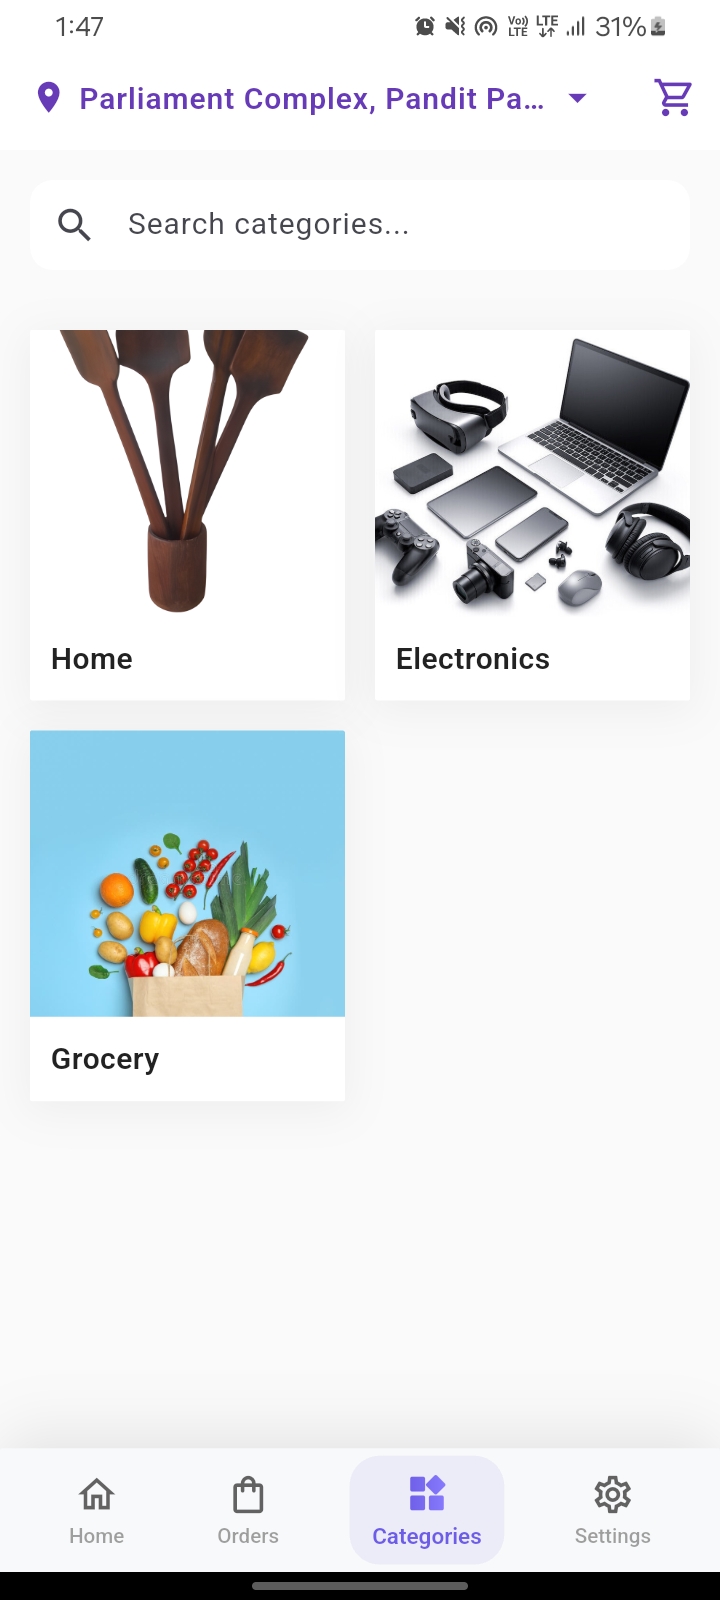 1:47
Vo)) LTE LTE 31%
Parliament Complex, Pandit Pa...
Search categories...
Home Electronics
Grocery
Home Orders Categories Settings